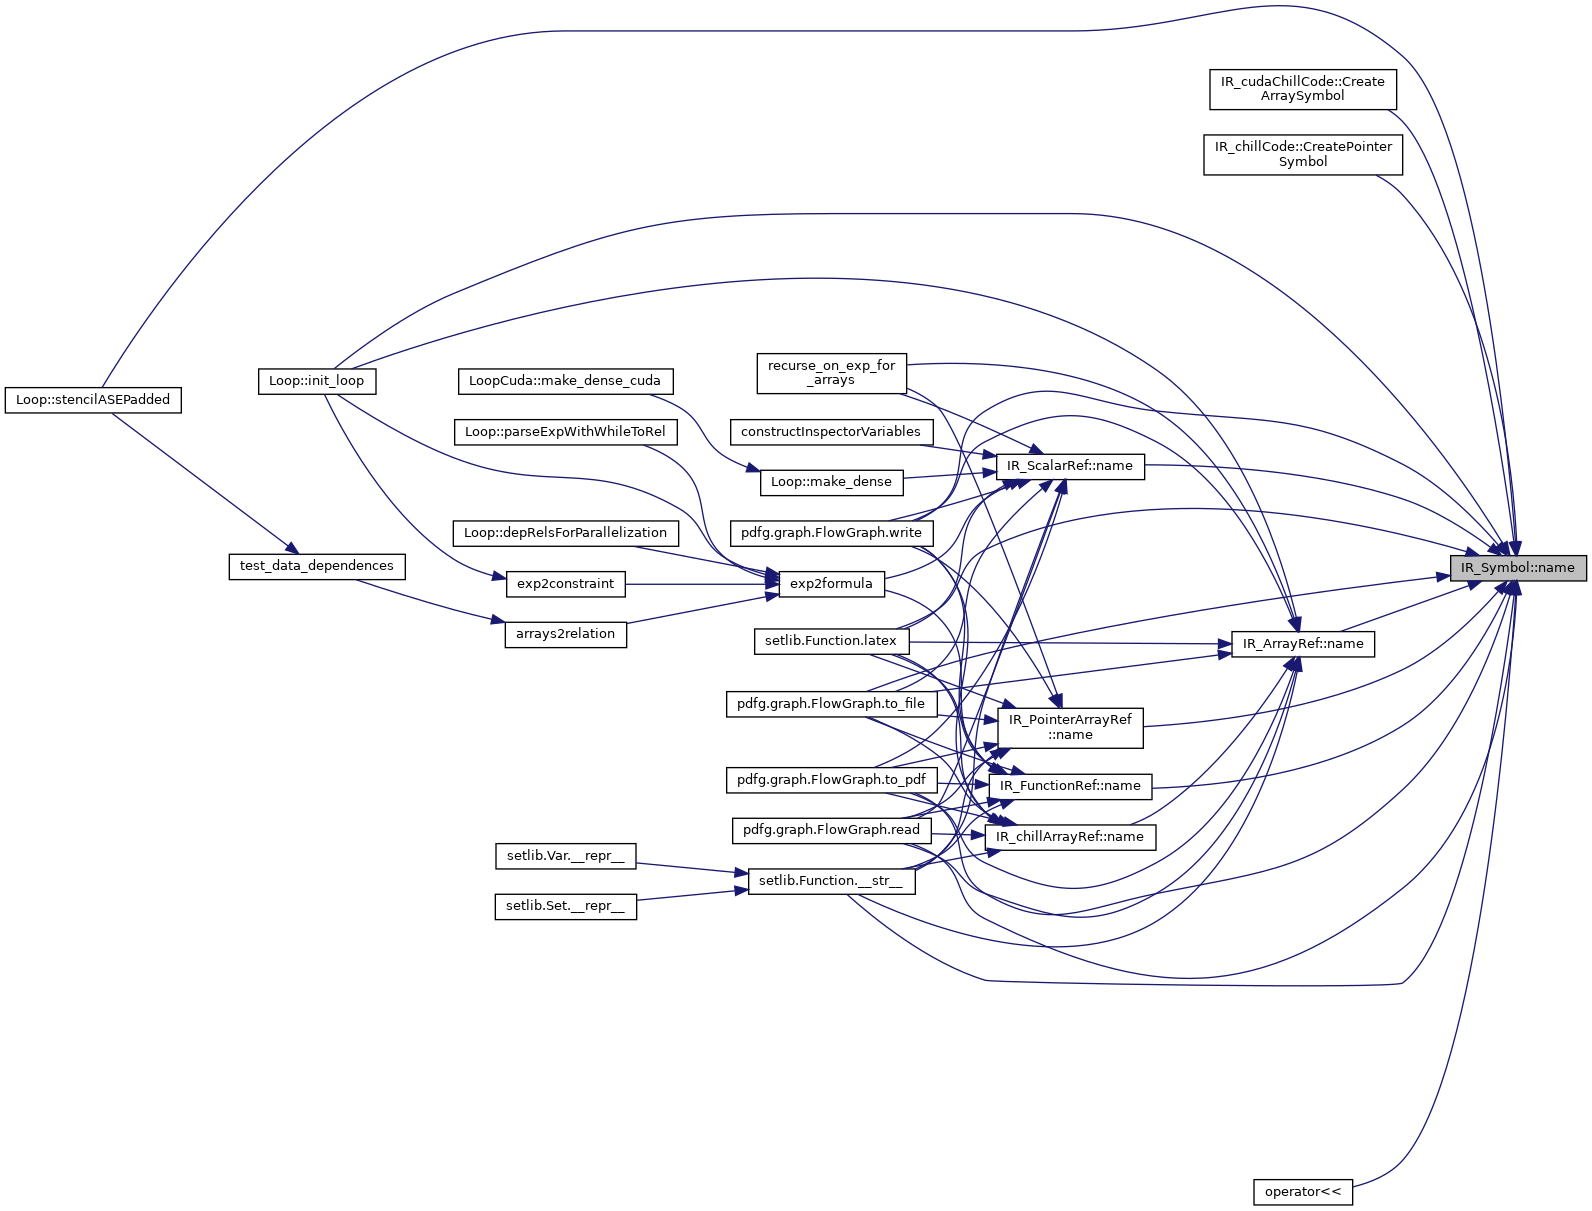 IR_cudaChillCode::Create
ArraySymbol
IR_chillCode::CreatePointer
Symbol
Loop::stencilASEPadded
Loop::init_loop
LoopCuda::make_dense_cuda
recurse_on_exp_for
_arrays
Loop::parseExpWithWhileToRel
constructInspectorVariables
IR_ScalarRef::name
Loop::make_dense
Loop::depRelsForParallelization
pdfg.graph.FlowGraph.write
test_data_dependences
exp2constraint
exp2formula
IR_Symbol::name
arrays2relation
setlib.Function.latex
IR_ArrayRef::name
pdfg.graph.FlowGraph.to_file
IR_PointerArrayRef
::name
pdfg.graph.FlowGraph.to_pdf
IR_FunctionRef::name
pdfg.graph.FlowGraph.read
IR_chillArrayRef::name
setlib.Var.__repr__
setlib.Function.__str__
setlib.Set.__repr__
operator<<